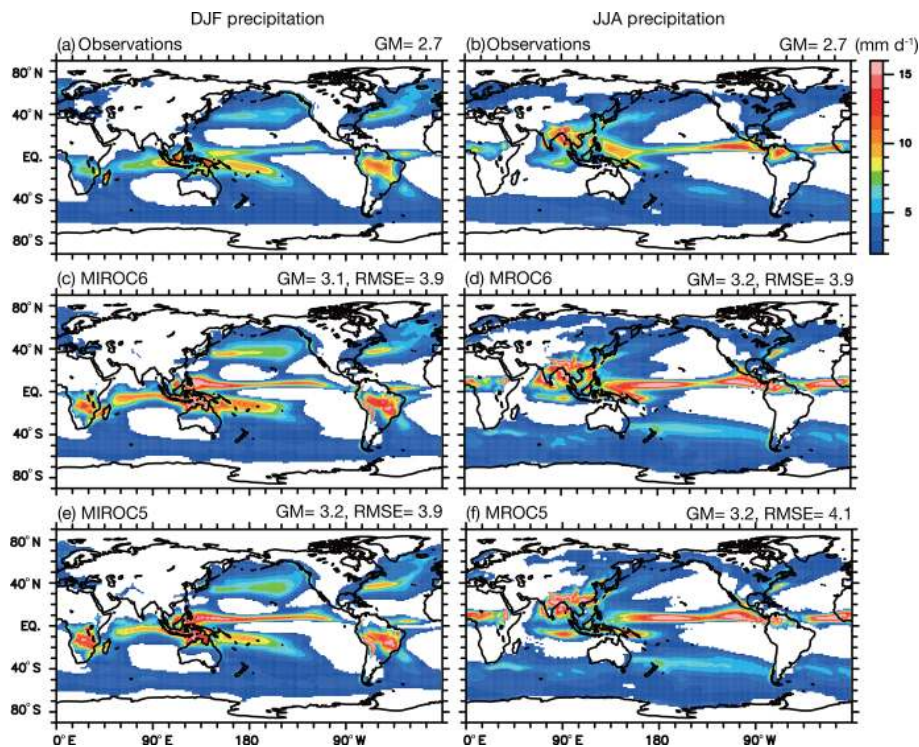 DJF precipitation
JJA precipitation
(a) Observations GM= 2.7
(b) Observations GM= 2.7
(mm d⁻¹)
80° N
40° N
EQ.
40° S
80° S
15
10
5
(c) MIROC6 GM= 3.1, RMSE= 3.9
(d) MROC6 GM= 3.2, RMSE= 3.9
80° N
40° N
EQ.
40° S
80° S
(e) MIROC5 GM= 3.2, RMSE= 3.9
(f) MROC5 GM= 3.2, RMSE= 4.1
80° N
40° N
EQ.
40° S
80° S
0°E 90°E 180 90°W
0°E 90°E 180 90°W